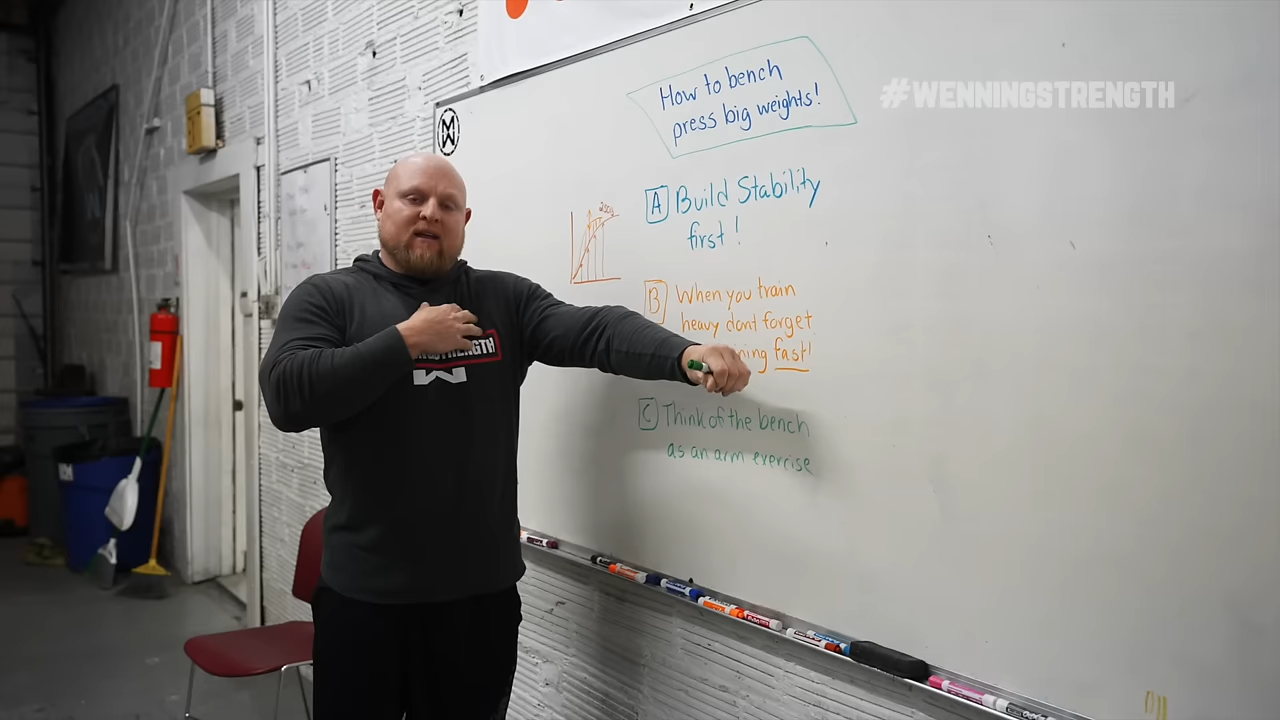 #WENNINGSTRENGTH
How to bench
press big weights!
A Build Stability
first!
B When you train
heavy dont forget
fast!
C Think of the bench
as an arm exercise